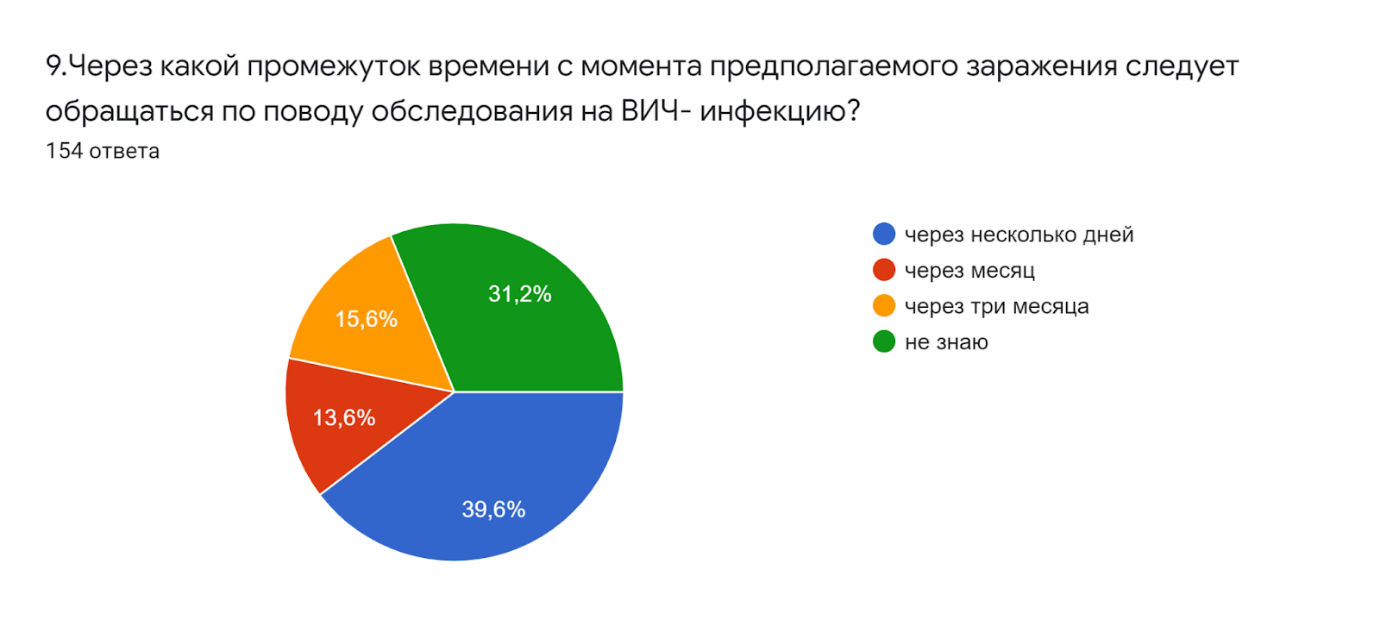 9.Через какой промежуток времени с момента предполагаемого заражения следует
обращаться по поводу обследования на ВИЧ- инфекцию?
154 ответа
31,2%
15,6%
13,6%
39,6%
через несколько дней
через месяц
через три месяца
не знаю